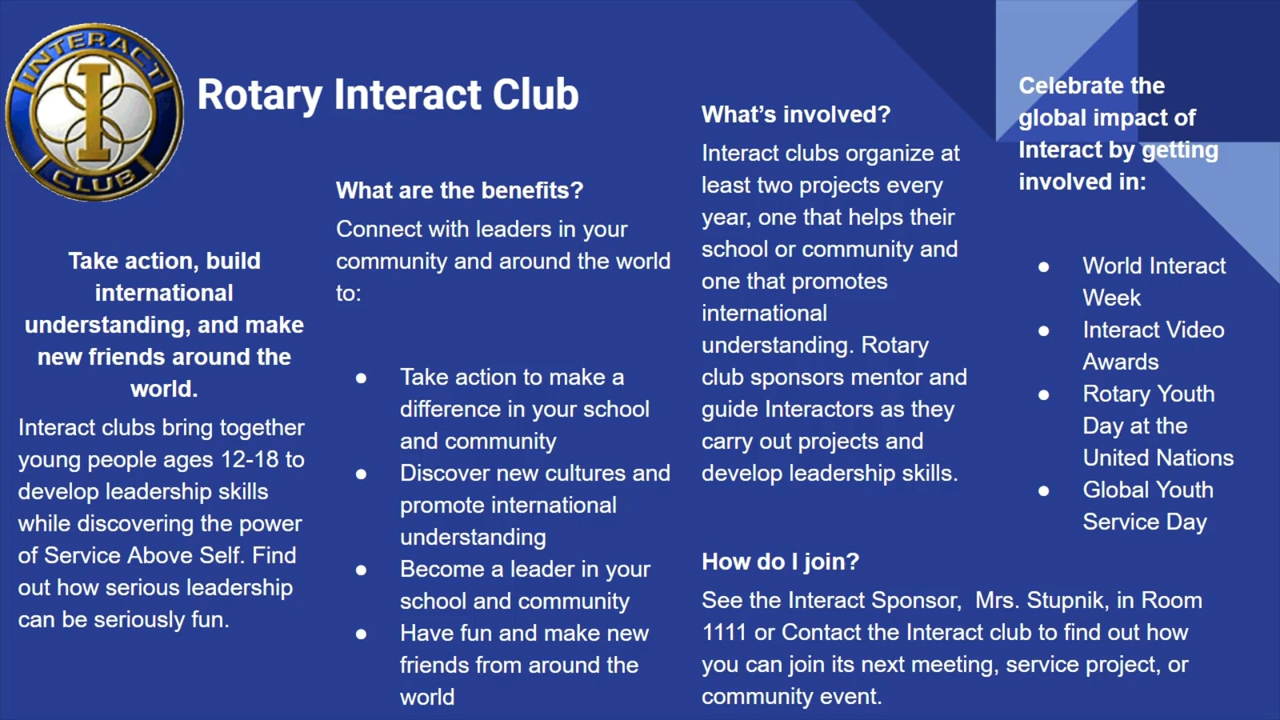 INTERACT
I
CLUB
Rotary Interact Club
Take action, build
international
understanding, and make
new friends around the
world.
Interact clubs bring together
young people ages 12-18 to
develop leadership skills
while discovering the power
of Service Above Self. Find
out how serious leadership
can be seriously fun.
What are the benefits?
Connect with leaders in your
community and around the world
to:
● Take action to make a
difference in your school
and community
● Discover new cultures and
promote international
understanding
● Become a leader in your
school and community
● Have fun and make new
friends from around the
world
What's involved?
Interact clubs organize at
least two projects every
year, one that helps their
school or community and
one that promotes
international
understanding. Rotary
club sponsors mentor and
guide Interactors as they
carry out projects and
develop leadership skills.
Celebrate the
global impact of
Interact by getting
involved in:
● World Interact
Week
● Interact Video
Awards
● Rotary Youth
Day at the
United Nations
● Global Youth
Service Day
How do I join?
See the Interact Sponsor,  Mrs. Stupnik, in Room
1111 or Contact the Interact club to find out how
you can join its next meeting, service project, or
community event.